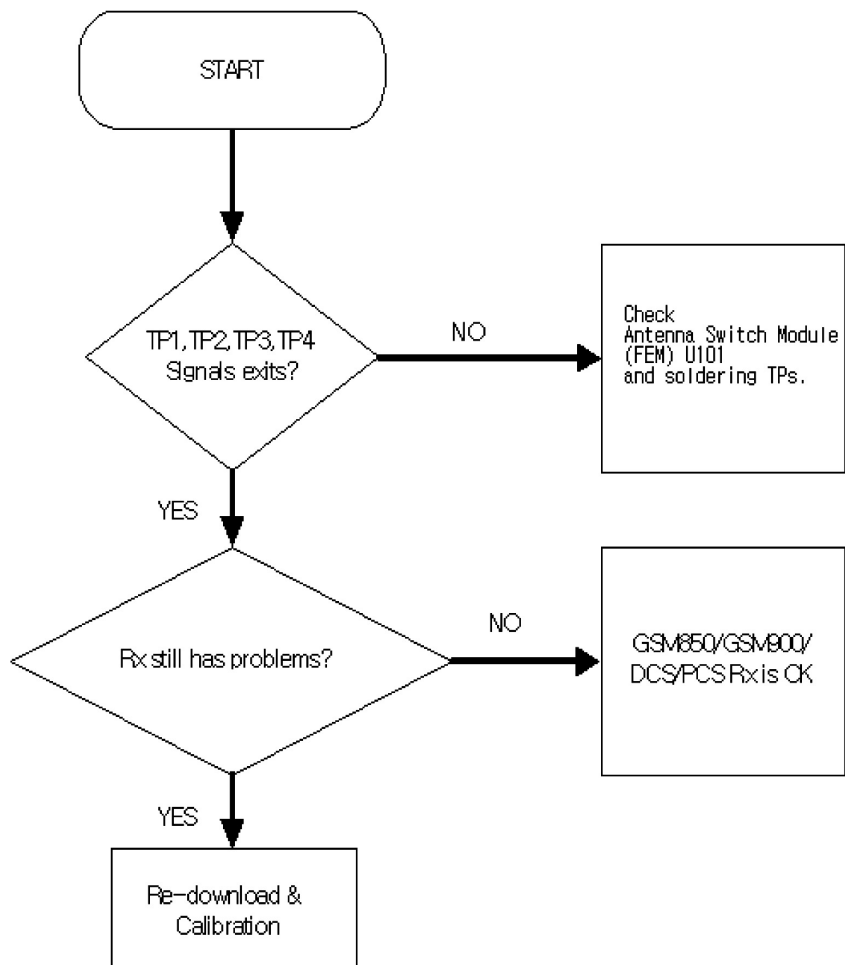 START
TP1, TP2, TP3, TP4
Signals exits?
NO
Check
Antenna Switch Module
(FEM) U101
and soldering TPs.
YES
Rx still has problems?
NO
GSM850/GSM900/
DCS/PCS Rx is OK
YES
Re-download &
Calibration